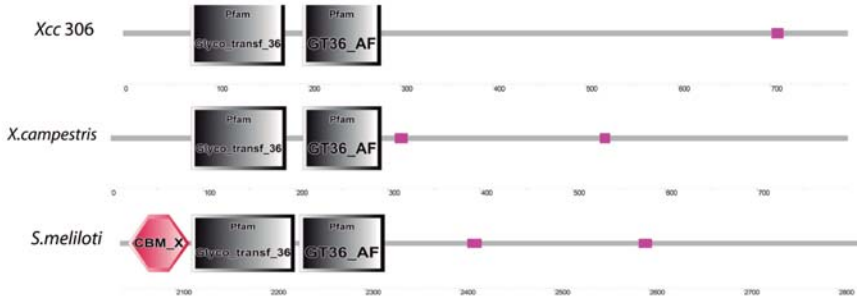 Xcc 306
Pfam Pfam
Glyco_transf_36 GT36_AF
0 100 200 300 400 500 600 700
X.campestris
Pfam Pfam
Glyco_transf_36 GT36_AF
0 100 200 300 400 500 600 700
S.meliloti
Pfam Pfam
CBM_X Glyco_transf_36 GT36_AF
2100 2200 2300 2400 2500 2600 2700 2800